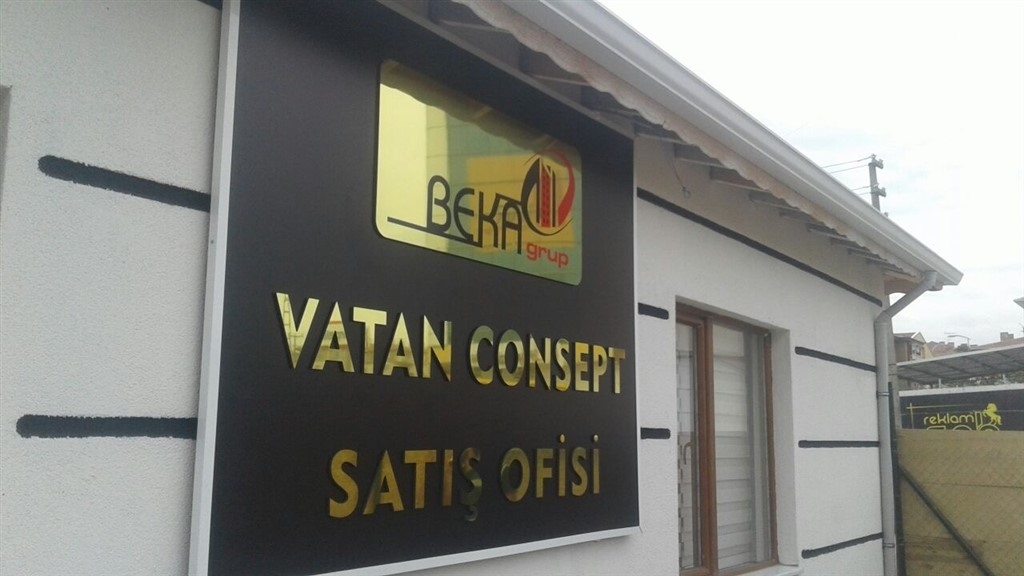 BEKA
grup
VATAN CONSEPT
SATIŞ OFİSİ
reklam